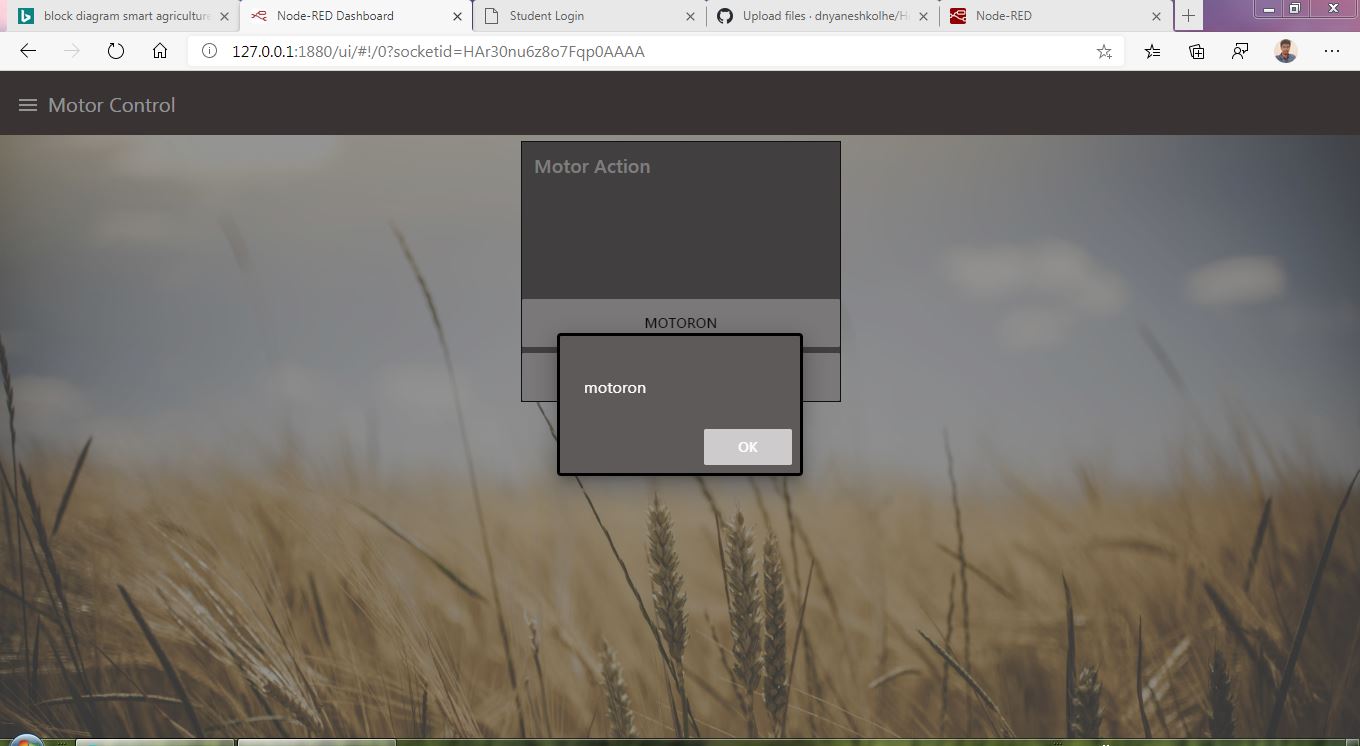 block diagram smart agriculture
Node-RED Dashboard
Student Login
Upload files · dnyaneshkolhe/H
Node-RED
127.0.0.1:1880/ui/#!/0?socketid=HAr30nu6z8o7Fqp0AAAA
Motor Control
Motor Action
MOTORON
motoron
OK